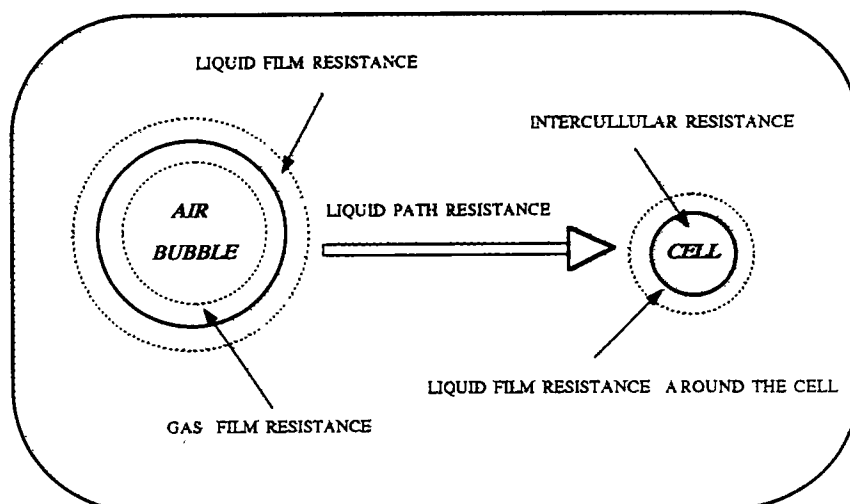 LIQUID FILM RESISTANCE
INTERCULLULAR RESISTANCE
AIR
BUBBLE
LIQUID PATH RESISTANCE
CELL
LIQUID FILM RESISTANCE AROUND THE CELL
GAS FILM RESISTANCE